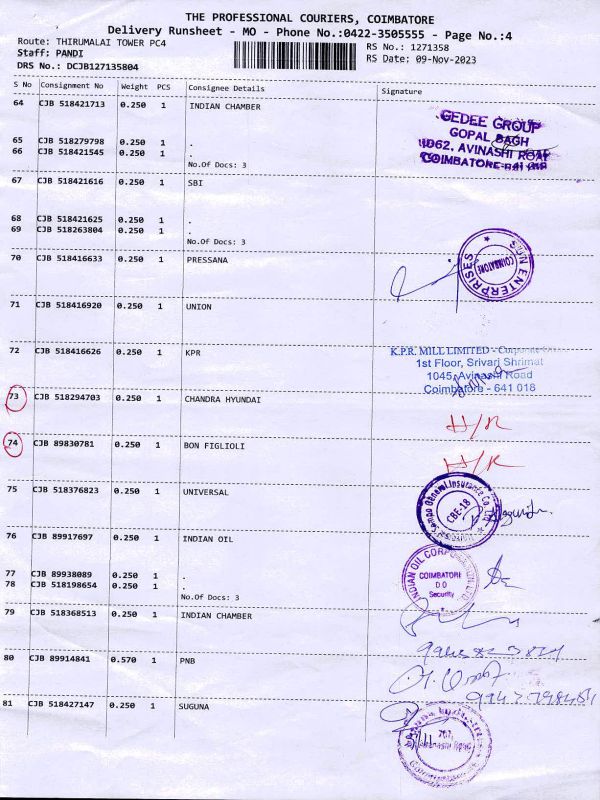 THE PROFESSIONAL COURIERS, COIMBATORE
Delivery Runsheet - MO - Phone No.:0422-3505555 - Page No.:4
Route: THIRUMALAI TOWER PC4
Staff: PANDI
DRS No.: DCJB127135804
RS No.: 1271358
RS Date: 09-Nov-2023
S No Consignment No Weight PCS Consignee Details Signature
64 CJB 518421713 0.250 1 INDIAN CHAMBER
GEDEE GROUP
GOPAL BAGH
1062, AVINASHI ROAD
COIMBATORE
65 CJB 518279798 0.250 1 .
66 CJB 518421545 0.250 1 .
No.Of Docs: 3
67 CJB 518421616 0.250 1 SBI
68 CJB 518421625 0.250 1 .
69 CJB 518263804 0.250 1 .
No.Of Docs: 3
70 CJB 518416633 0.250 1 PRESSANA
SUN ENTERPRISES
COIMBATORE
71 CJB 518416920 0.250 1 UNION
72 CJB 518416626 0.250 1 KPR
K.P.R. MILL LIMITED - Corporate
1st Floor, Srivari Shrimat
1045, Avinashi Road
Coimbatore - 641 018
73 CJB 518294703 0.250 1 CHANDRA HYUNDAI
H/R
74 CJB 89830781 0.250 1 BON FIGLIOLI
H/R
75 CJB 518376823 0.250 1 UNIVERSAL
General Insurance Co. Ltd.
CBE-18
76 CJB 89917697 0.250 1 INDIAN OIL
INDIAN OIL CORPORATION LTD
COIMBATORE
D O
Security
77 CJB 89938089 0.250 1 .
78 CJB 518198654 0.250 1 .
No.Of Docs: 3
79 CJB 518368513 0.250 1 INDIAN CHAMBER
80 CJB 89914841 0.570 1 PNB
81 CJB 518427147 0.250 1 SUGUNA